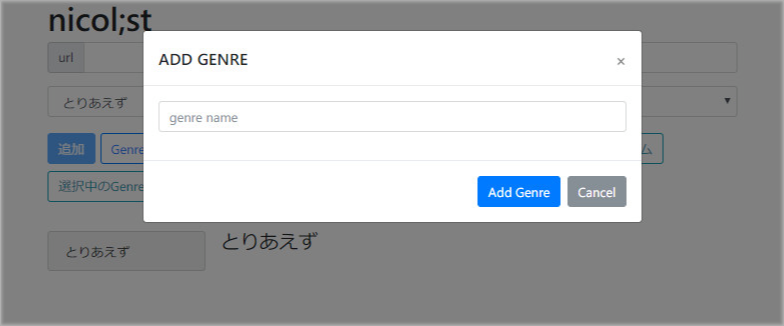 nicol;st
ADD GENRE ×
url
genre name
とりあえず
追加 Genre
ム
選択中のGenre
Add Genre Cancel
とりあえず とりあえず